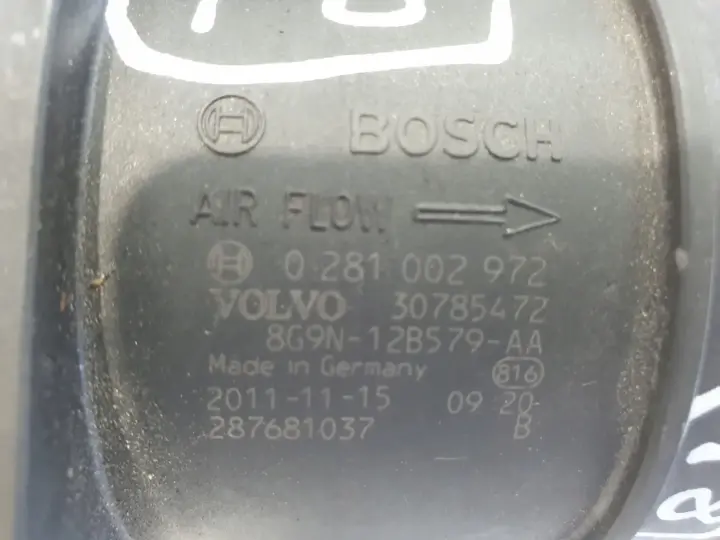 BOSCH
AIR FLOW
0 281 002 972
VOLVO 30785472
8G9N-12B579-AA
Made in Germany 816
2011-11-15 09 20
287681037 B